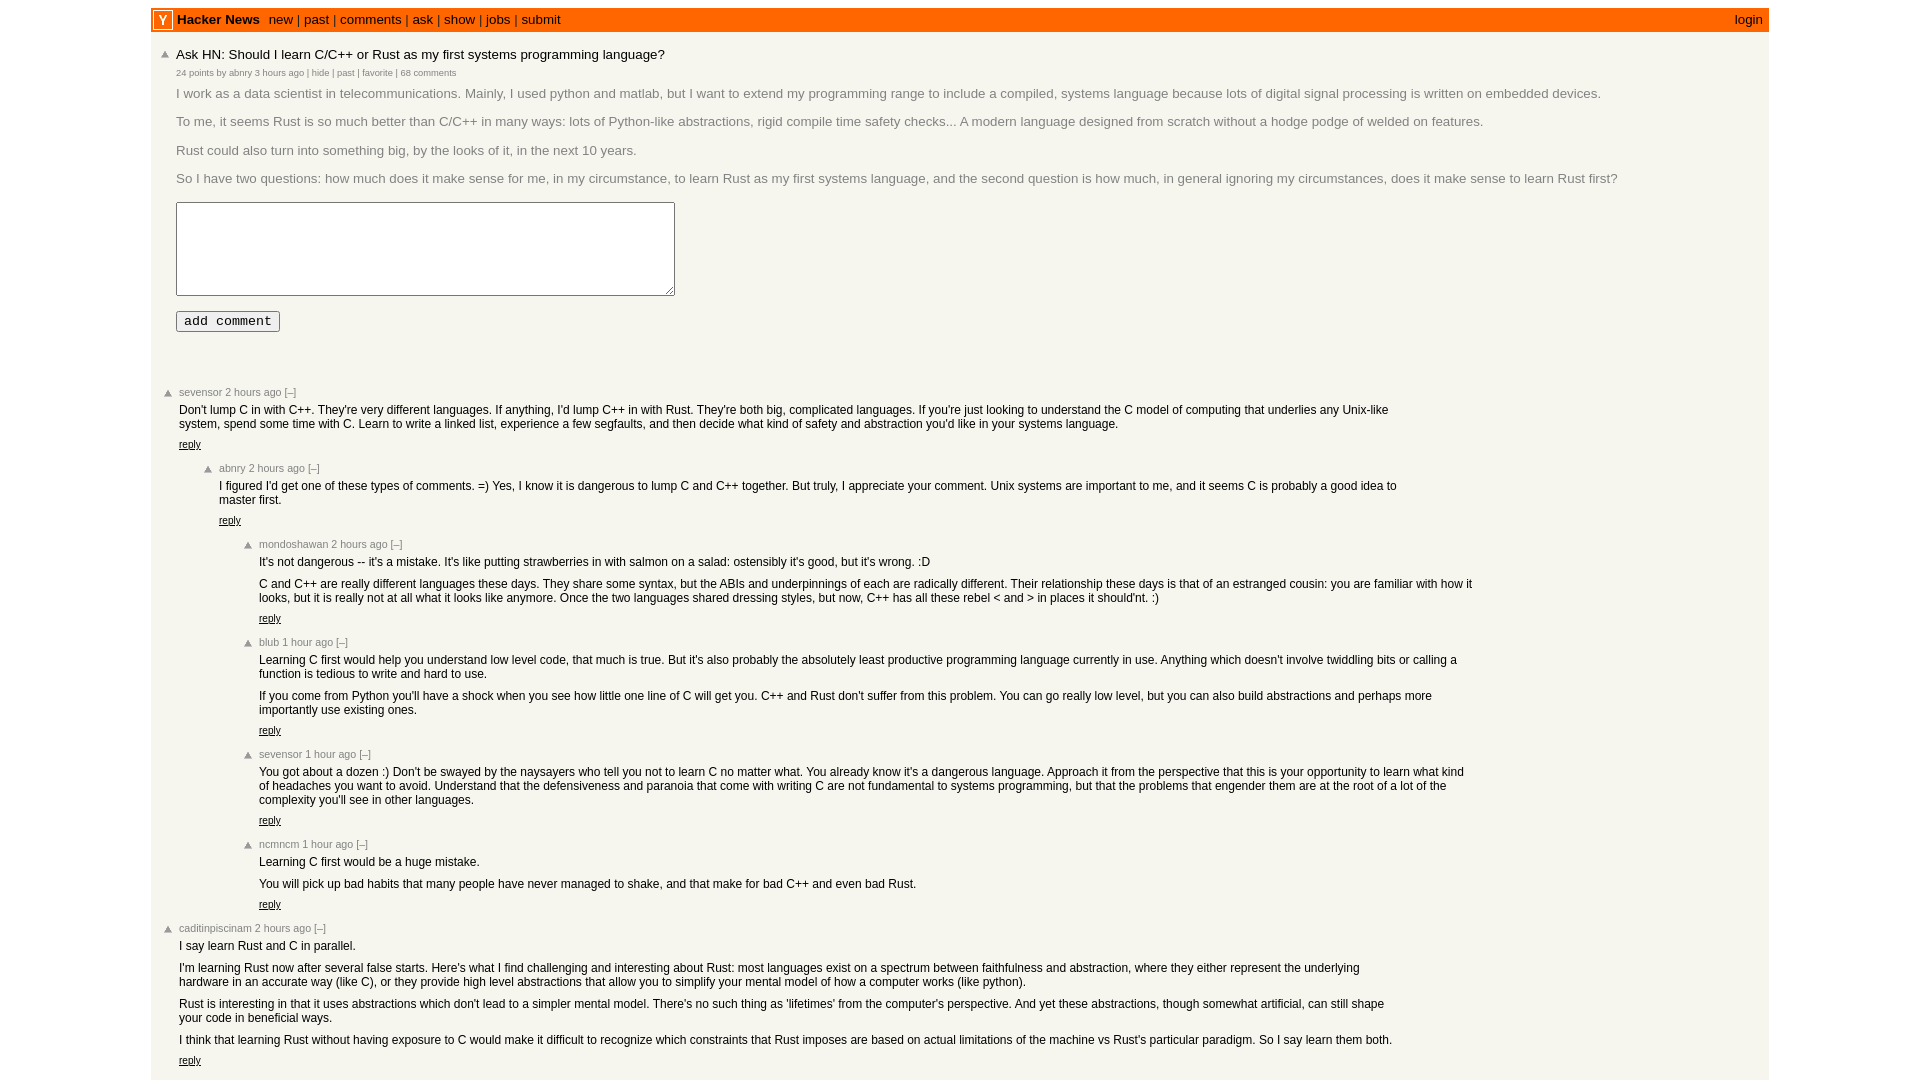 Y Hacker News new | past | comments | ask | show | jobs | submit login
Ask HN: Should I learn C/C++ or Rust as my first systems programming language?
24 points by abnry 3 hours ago | hide | past | favorite | 68 comments
I work as a data scientist in telecommunications. Mainly, I used python and matlab, but I want to extend my programming range to include a compiled, systems language because lots of digital signal processing is written on embedded devices.
To me, it seems Rust is so much better than C/C++ in many ways: lots of Python-like abstractions, rigid compile time safety checks... A modern language designed from scratch without a hodge podge of welded on features.
Rust could also turn into something big, by the looks of it, in the next 10 years.
So I have two questions: how much does it make sense for me, in my circumstance, to learn Rust as my first systems language, and the second question is how much, in general ignoring my circumstances, does it make sense to learn Rust first?
add comment
sevensor 2 hours ago [–]
Don't lump C in with C++. They're very different languages. If anything, I'd lump C++ in with Rust. They're both big, complicated languages. If you're just looking to understand the C model of computing that underlies any Unix-like
system, spend some time with C. Learn to write a linked list, experience a few segfaults, and then decide what kind of safety and abstraction you'd like in your systems language.
reply
abnry 2 hours ago [–]
I figured I'd get one of these types of comments. =) Yes, I know it is dangerous to lump C and C++ together. But truly, I appreciate your comment. Unix systems are important to me, and it seems C is probably a good idea to
master first.
reply
mondoshawan 2 hours ago [–]
It's not dangerous -- it's a mistake. It's like putting strawberries in with salmon on a salad: ostensibly it's good, but it's wrong. :D
C and C++ are really different languages these days. They share some syntax, but the ABIs and underpinnings of each are radically different. Their relationship these days is that of an estranged cousin: you are familiar with how it
looks, but it is really not at all what it looks like anymore. Once the two languages shared dressing styles, but now, C++ has all these rebel < and > in places it should'nt. :)
reply
blub 1 hour ago [–]
Learning C first would help you understand low level code, that much is true. But it's also probably the absolutely least productive programming language currently in use. Anything which doesn't involve twiddling bits or calling a
function is tedious to write and hard to use.
If you come from Python you'll have a shock when you see how little one line of C will get you. C++ and Rust don't suffer from this problem. You can go really low level, but you can also build abstractions and perhaps more
importantly use existing ones.
reply
sevensor 1 hour ago [–]
You got about a dozen :) Don't be swayed by the naysayers who tell you not to learn C no matter what. You already know it's a dangerous language. Approach it from the perspective that this is your opportunity to learn what kind
of headaches you want to avoid. Understand that the defensiveness and paranoia that come with writing C are not fundamental to systems programming, but that the problems that engender them are at the root of a lot of the
complexity you'll see in other languages.
reply
ncmncm 1 hour ago [–]
Learning C first would be a huge mistake.
You will pick up bad habits that many people have never managed to shake, and that make for bad C++ and even bad Rust.
reply
caditinpiscinam 2 hours ago [–]
I say learn Rust and C in parallel.
I'm learning Rust now after several false starts. Here's what I find challenging and interesting about Rust: most languages exist on a spectrum between faithfulness and abstraction, where they either represent the underlying
hardware in an accurate way (like C), or they provide high level abstractions that allow you to simplify your mental model of how a computer works (like python).
Rust is interesting in that it uses abstractions which don't lead to a simpler mental model. There's no such thing as 'lifetimes' from the computer's perspective. And yet these abstractions, though somewhat artificial, can still shape
your code in beneficial ways.
I think that learning Rust without having exposure to C would make it difficult to recognize which constraints that Rust imposes are based on actual limitations of the machine vs Rust's particular paradigm. So I say learn them both.
reply